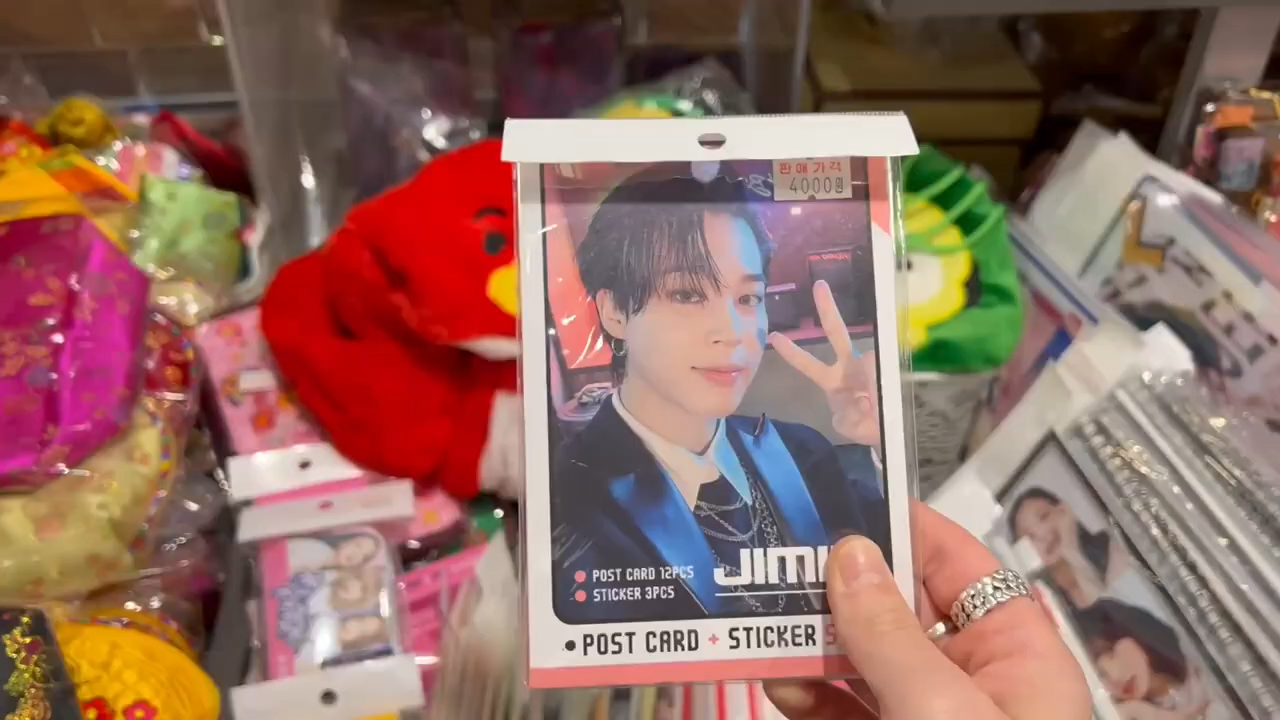 판매가격
4000원
POST CARD 12PCS
STICKER 3PCS
JIMI
POST CARD + STICKER S